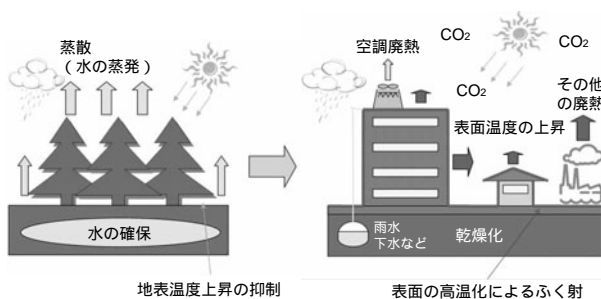 蒸散
（水の蒸発）
水の確保
地表温度上昇の抑制
空調廃熱
CO2
CO2
CO2
その他
の廃熱
表面温度の上昇
雨水
下水など
乾燥化
表面の高温化によるふく射